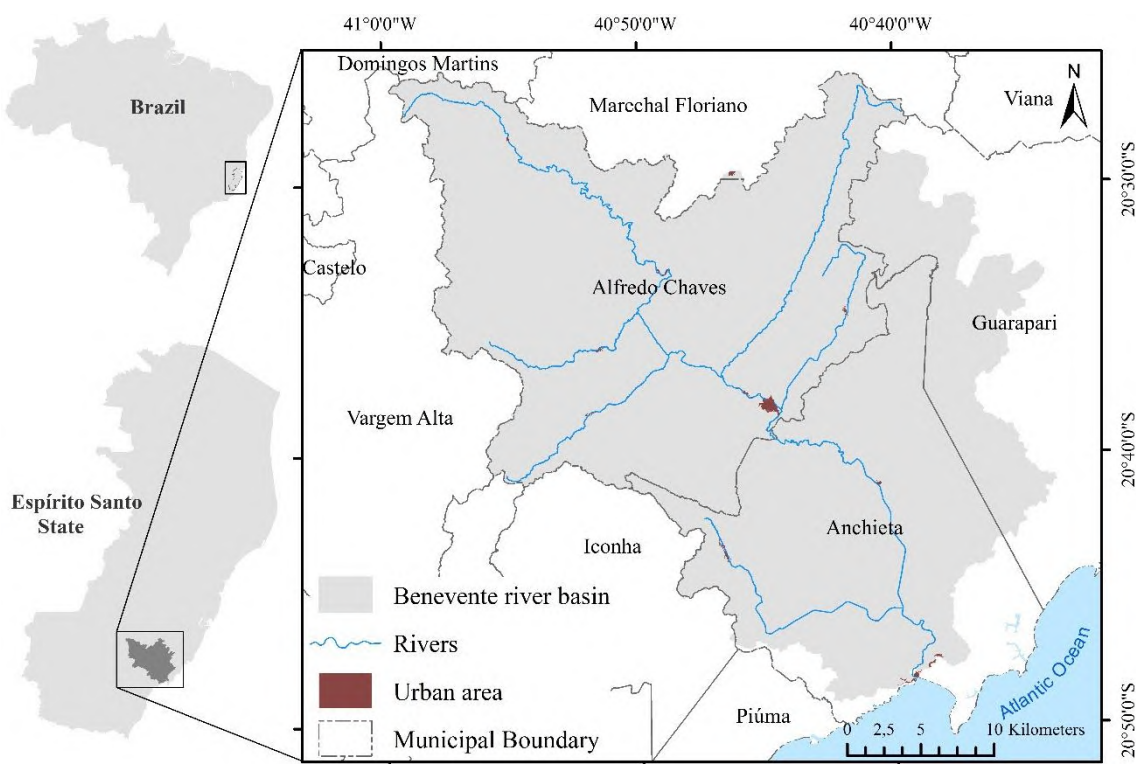 41°0'0"W
40°50'0"W
40°40'0"W
Brazil
Domingos Martins
Marechal Floriano
Viana
N
20°30'0"S
Castelo
Alfredo Chaves
Guarapari
Vargem Alta
20°40'0"S
Espírito Santo
State
Iconha
Anchieta
Benevente river basin
Rivers
Urban area
Municipal Boundary
Piúma
Atlantic Ocean
0 2,5 5 10 Kilometers
20°50'0"S